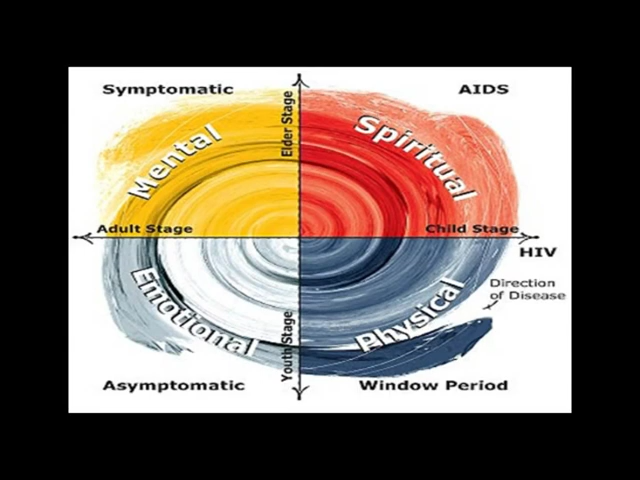 Symptomatic
AIDS
Elder Stage
Mental
Spiritual
Adult Stage
Child Stage
HIV
Direction
of Disease
Emotional
Physical
Youth Stage
Asymptomatic
Window Period